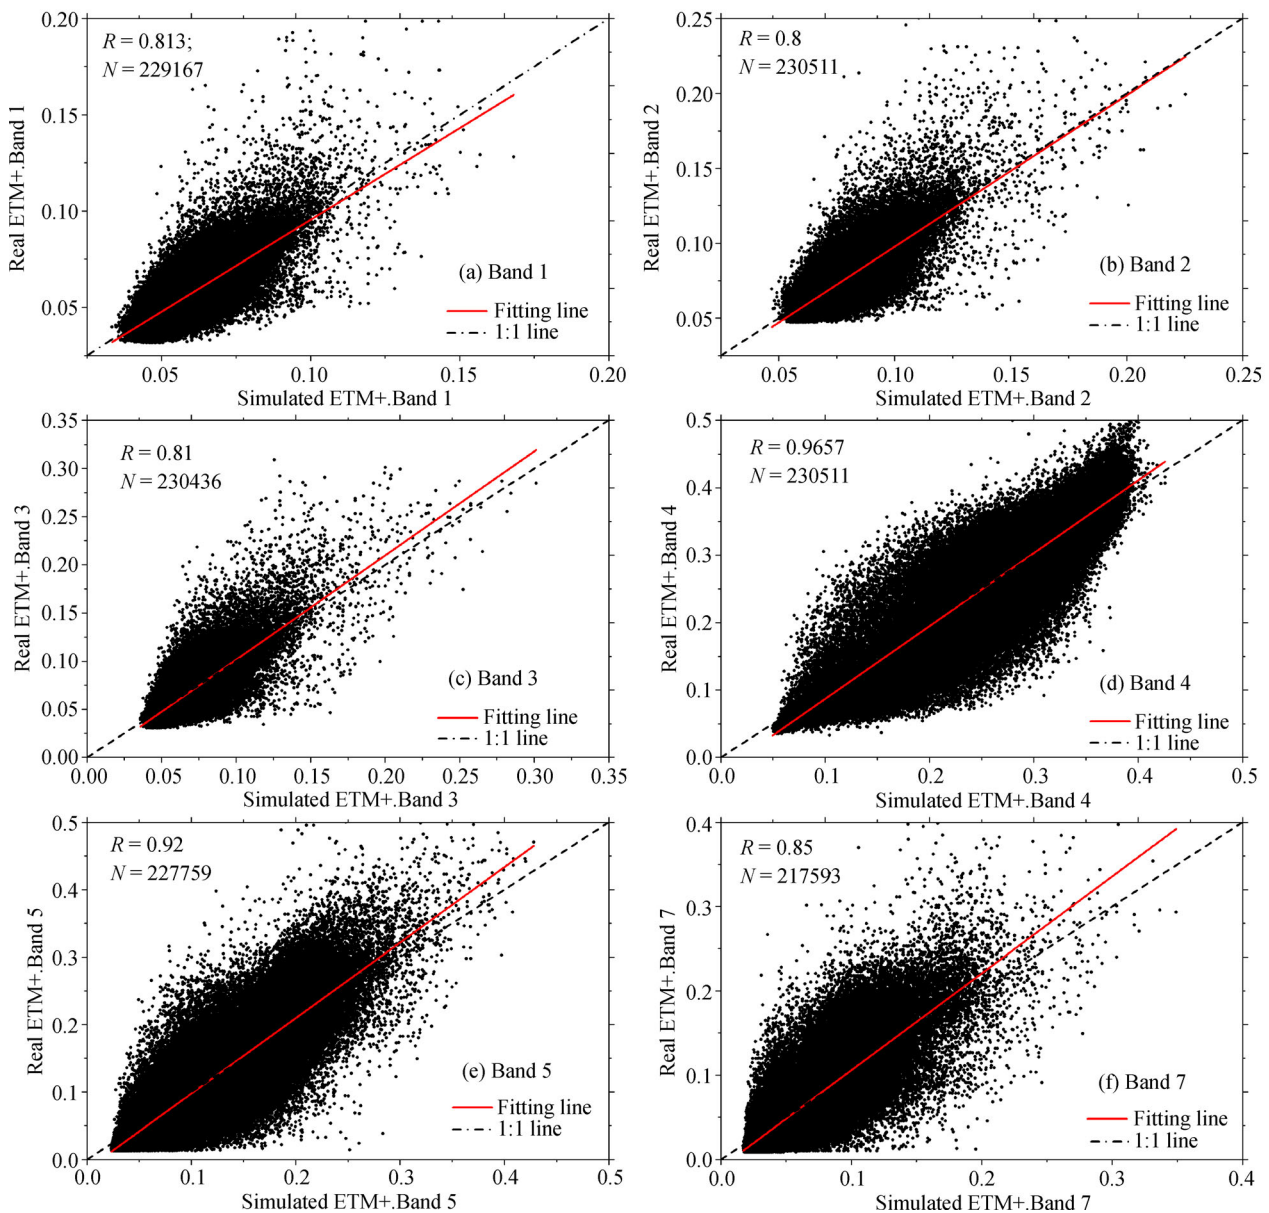 R = 0.813;
N = 229167
Real ETM+.Band 1
0.20
0.15
0.10
0.05
(a) Band 1
Fitting line
1:1 line
0.05 0.10 0.15 0.20
Simulated ETM+.Band 1
R = 0.8
N = 230511
Real ETM+.Band 2
0.25
0.20
0.15
0.10
0.05
(b) Band 2
Fitting line
1:1 line
0.05 0.10 0.15 0.20 0.25
Simulated ETM+.Band 2
R = 0.81
N = 230436
Real ETM+.Band 3
0.35
0.30
0.25
0.20
0.15
0.10
0.05
0.00
(c) Band 3
Fitting line
1:1 line
0.00 0.05 0.10 0.15 0.20 0.25 0.30 0.35
Simulated ETM+.Band 3
R = 0.9657
N = 230511
Real ETM+.Band 4
0.5
0.4
0.3
0.2
0.1
0.0
(d) Band 4
Fitting line
1:1 line
0.0 0.1 0.2 0.3 0.4 0.5
Simulated ETM+.Band 4
R = 0.92
N = 227759
Real ETM+.Band 5
0.5
0.4
0.3
0.2
0.1
0.0
(e) Band 5
Fitting line
1:1 line
0.0 0.1 0.2 0.3 0.4 0.5
Simulated ETM+.Band 5
R = 0.85
N = 217593
Real ETM+.Band 7
0.4
0.3
0.2
0.1
0.0
(f) Band 7
Fitting line
1:1 line
0.0 0.1 0.2 0.3 0.4
Simulated ETM+.Band 7